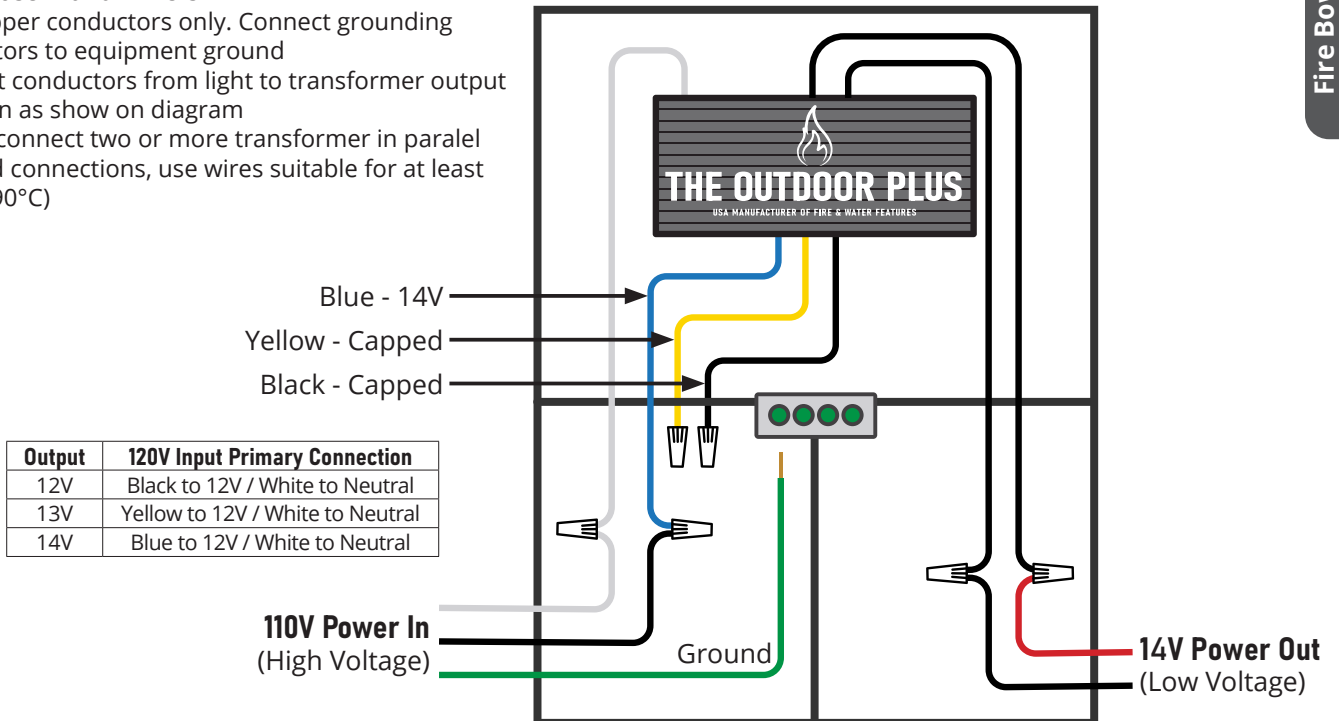 per conductors only. Connect grounding
tors to equipment ground
t conductors from light to transformer output
n as show on diagram
connect two or more transformer in paralel
d connections, use wires suitable for at least
90°C)
THE OUTDOOR PLUS
USA MANUFACTURER OF FIRE & WATER FEATURES
Blue - 14V
Yellow - Capped
Black - Capped
Output 120V Input Primary Connection
12V Black to 12V / White to Neutral
13V Yellow to 12V / White to Neutral
14V Blue to 12V / White to Neutral
110V Power In
(High Voltage)
Ground
14V Power Out
(Low Voltage)
Fire Bow